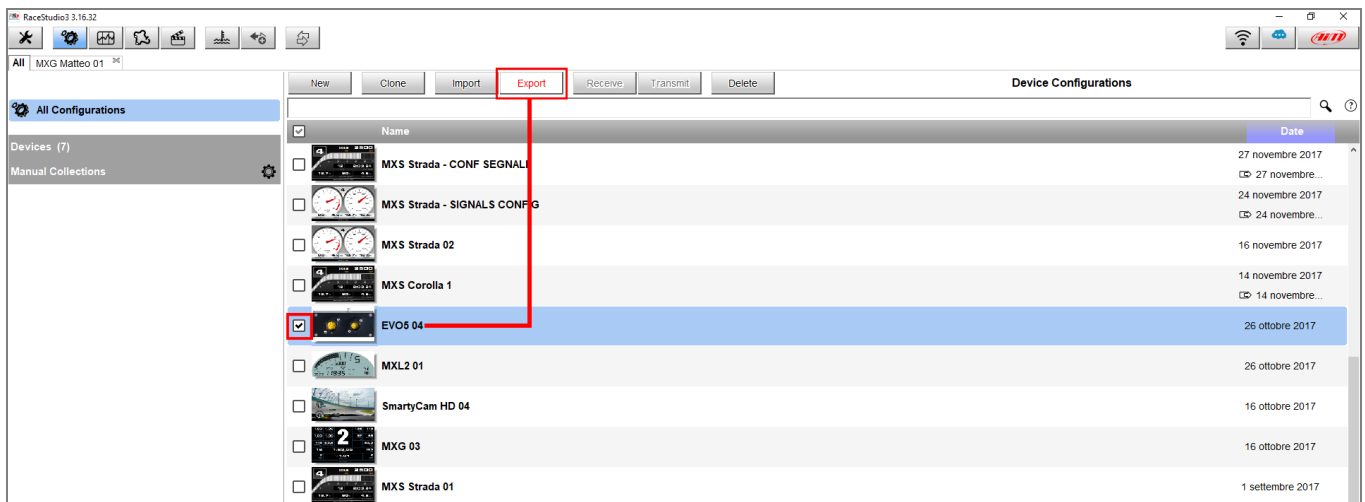 RaceStudio3 3.16.32
All MXG Matteo 01
New Clone Import Export Receive Transmit Delete Device Configurations
All Configurations
Name Date
Devices (7)
Manual Collections
MXS Strada - CONF SEGNALI 27 novembre 2017
27 novembre...
MXS Strada - SIGNALS CONF G 24 novembre 2017
24 novembre...
MXS Strada 02 16 novembre 2017
MXS Corolla 1 14 novembre 2017
14 novembre...
EVO5 04 26 ottobre 2017
MXL2 01 26 ottobre 2017
SmartyCam HD 04 16 ottobre 2017
2
MXG 03 16 ottobre 2017
MXS Strada 01 1 settembre 2017